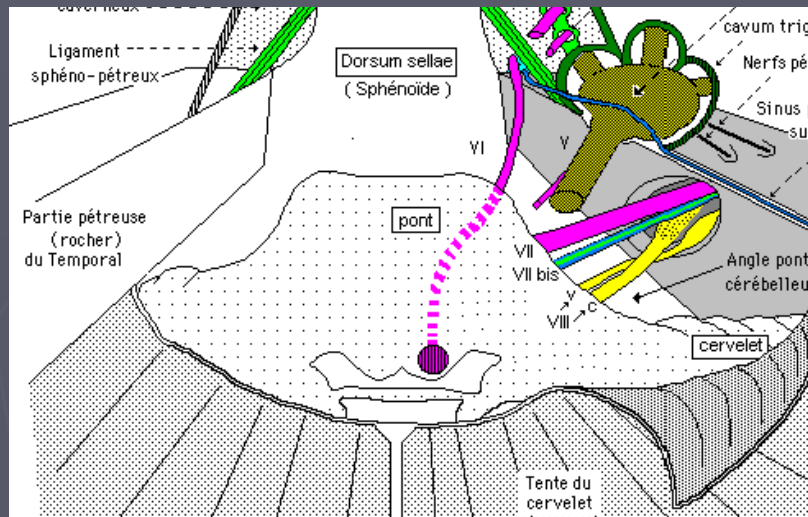 caverneux
Ligament
sphéno-pétreux
Dorsum sellae
( Sphénoïde )
cavum trig
Nerfs pé
Sinus p
su
VI
V
Partie pétreuse
(rocher)
du Temporal
pont
VII
VII bis
V
VIII
C
Angle pont
cérébelleu
cervelet
Tente du
cervelet